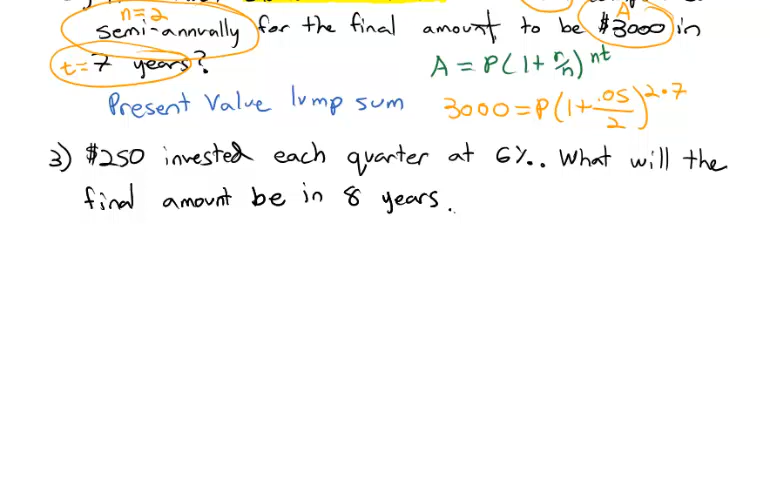 n=2 A
semi-annually for the final amount to be $3000 in
t= 7 years? A = P(1+ r/n)^nt
Present Value lump sum 3000 = P(1+ .05/2)^2·7
3) $250 invested each quarter at 6%.. What will the
final amount be in 8 years.